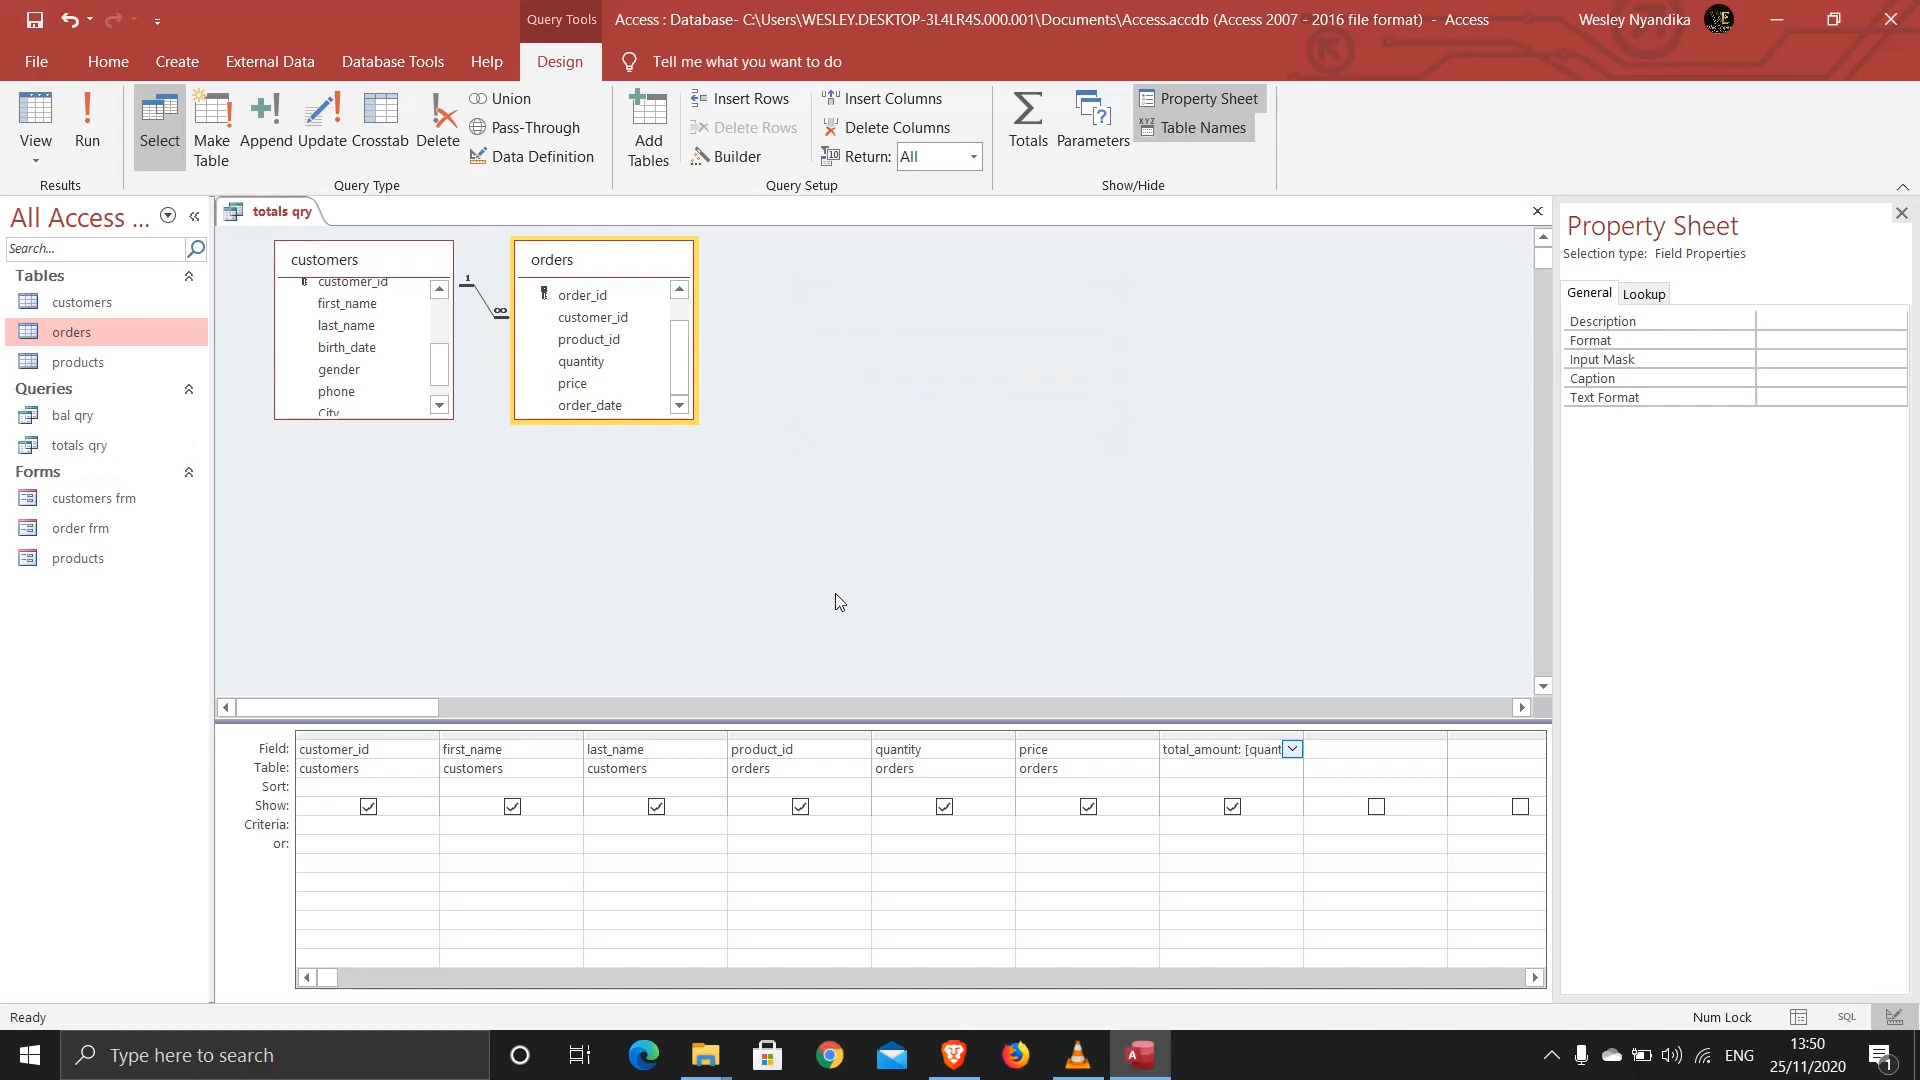 Query Tools
Access : Database- C:\Users\WESLEY.DESKTOP-3L4LR4S.000.001\Documents\Access.accdb (Access 2007 - 2016 file format)  -  Access
Wesley Nyandika
File
Home
Create
External Data
Database Tools
Help
Design
Tell me what you want to do
View
Run
Select
Make Table
Append
Update
Crosstab
Delete
Union
Pass-Through
Data Definition
Add Tables
Insert Rows
Delete Rows
Builder
Insert Columns
Delete Columns
Return: All
Totals
Parameters
Property Sheet
Table Names
Results
Query Type
Query Setup
Show/Hide
All Access ...
Search...
Tables
customers
orders
products
Queries
bal qry
totals qry
Forms
customers frm
order frm
products
totals qry
customers
customer_id
first_name
last_name
birth_date
gender
phone
City
1
∞
orders
order_id
customer_id
product_id
quantity
price
order_date
Property Sheet
Selection type: Field Properties
General
Lookup
Description
Format
Input Mask
Caption
Text Format
Field: customer_id first_name last_name product_id quantity price total_amount: [quant
Table: customers customers customers orders orders orders
Sort:
Show:
Criteria:
or:
Ready
Num Lock
SQL
Type here to search
ENG
13:50
25/11/2020
1